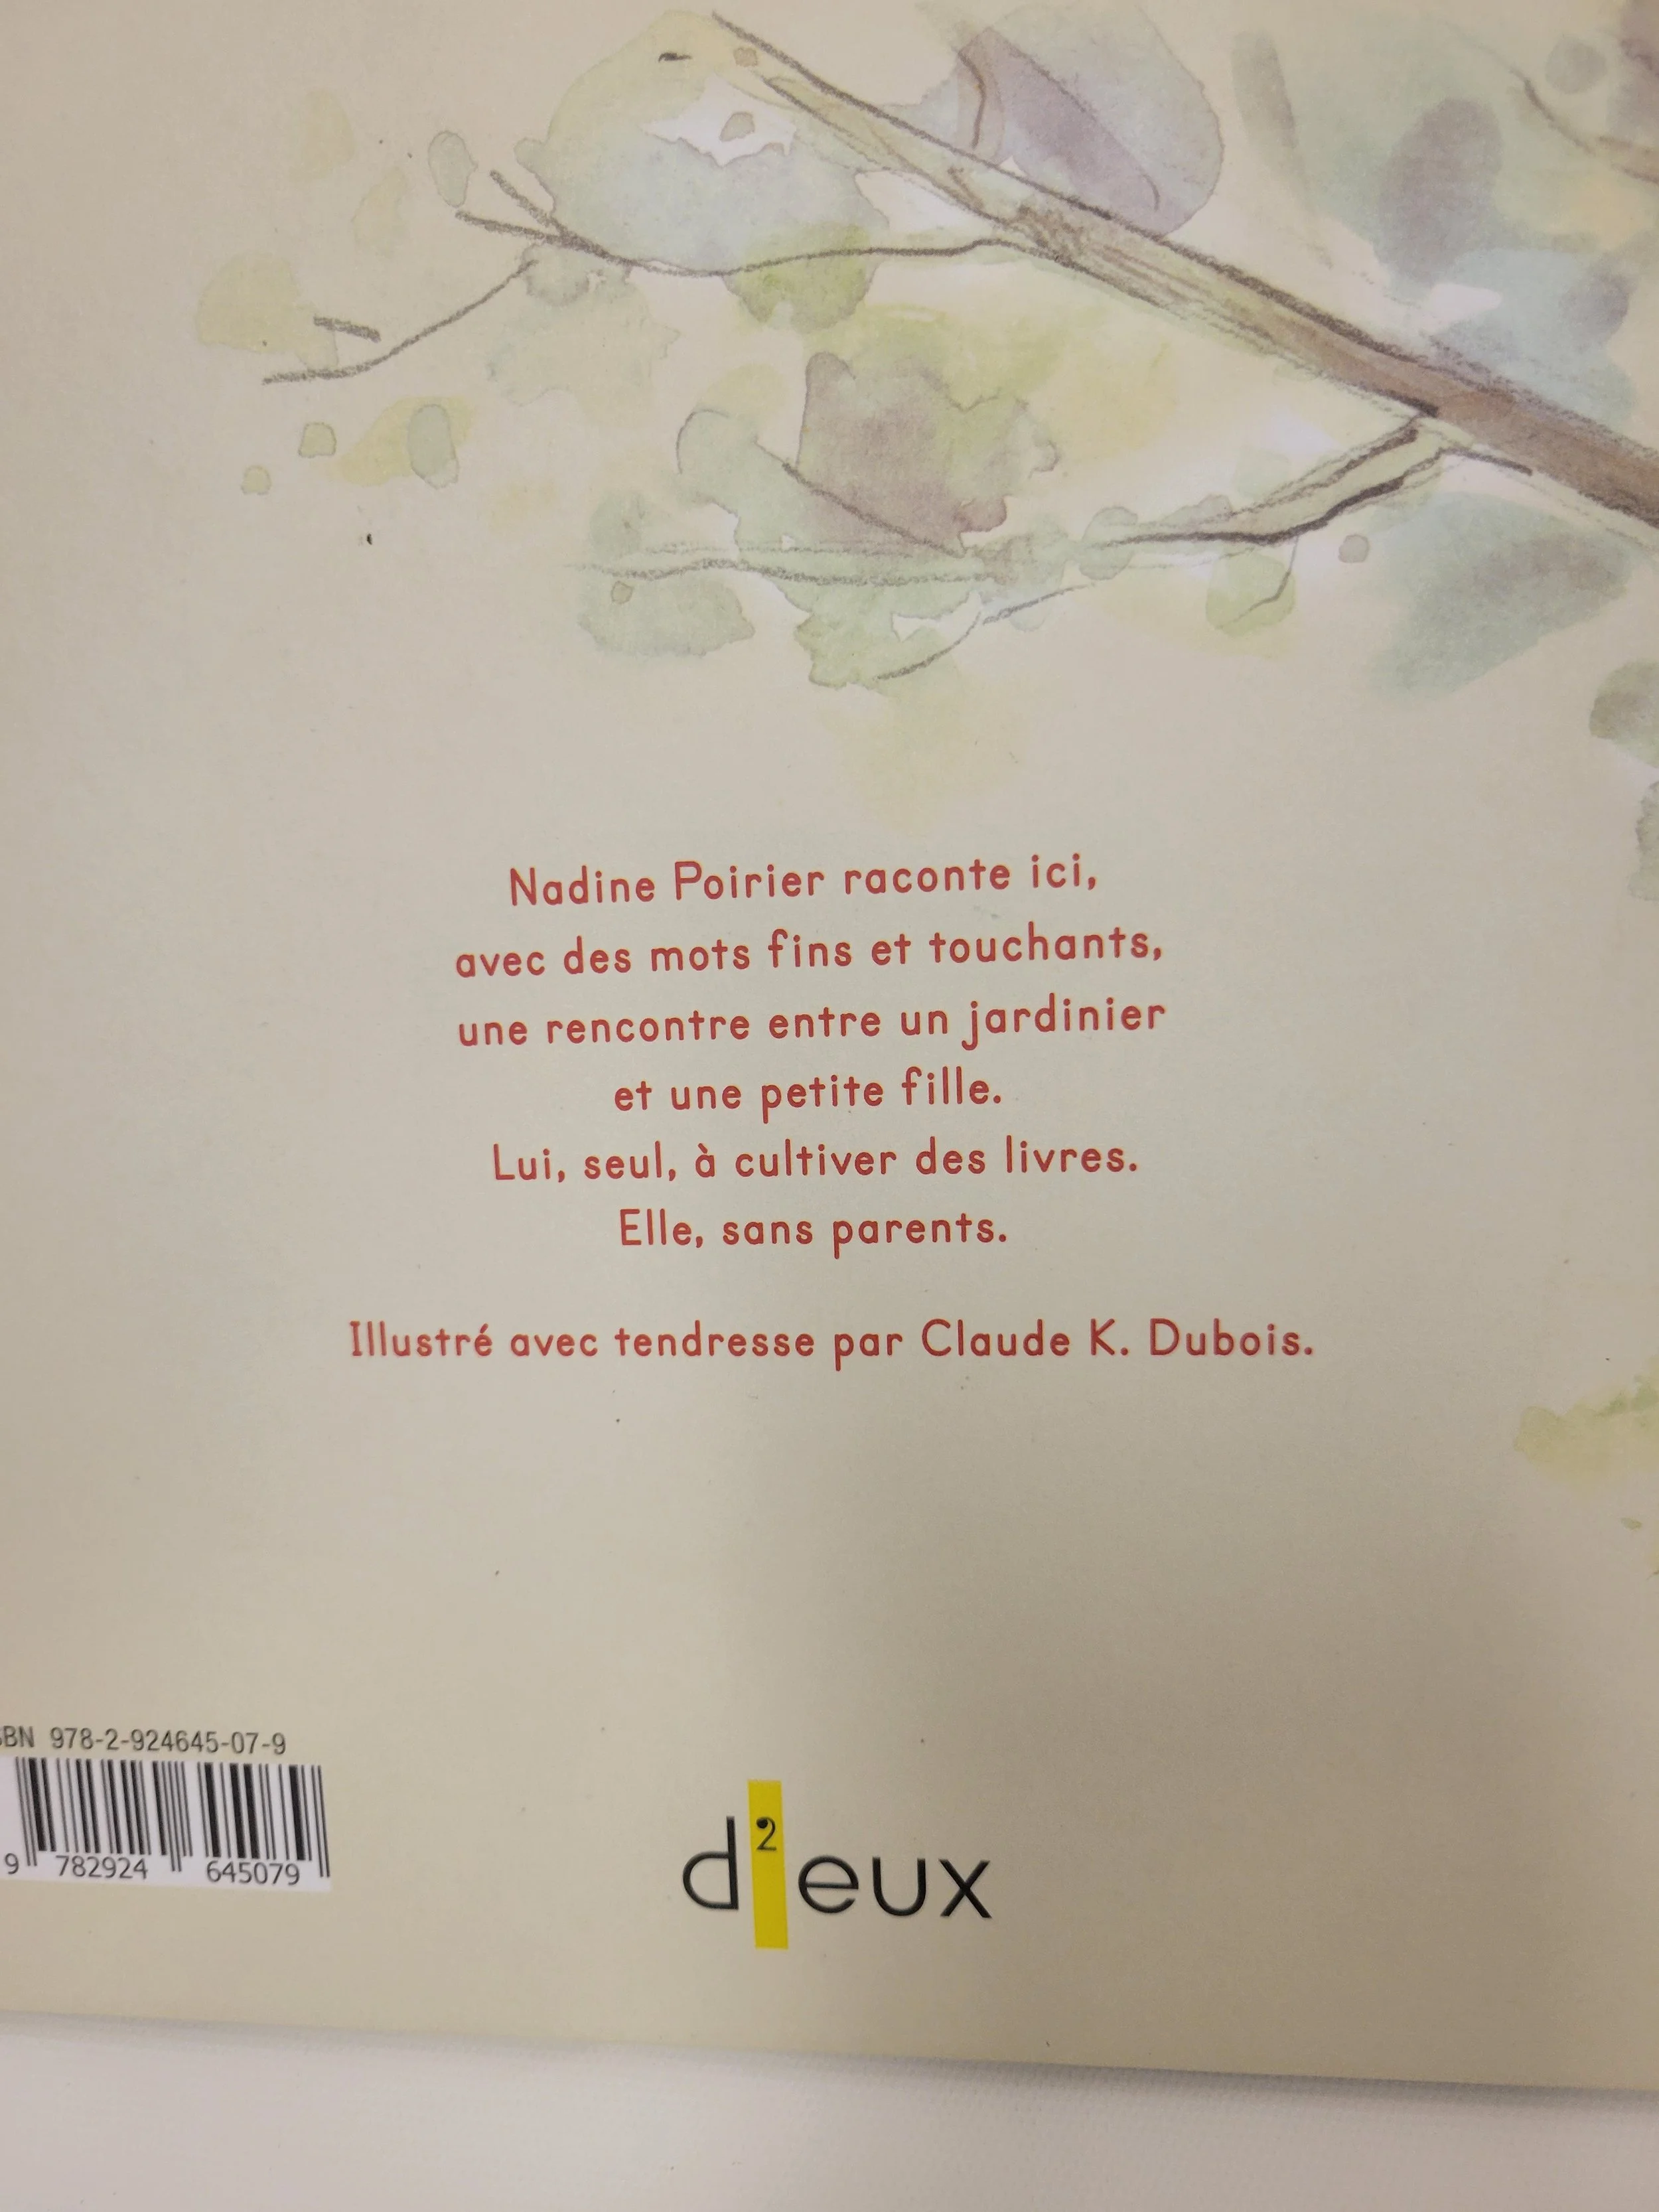 Nadine Poirier raconte ici,
avec des mots fins et touchants,
une rencontre entre un jardinier
et une petite fille.
Lui, seul, à cultiver des livres.
Elle, sans parents.
Illustré avec tendresse par Claude K. Dubois.
SBN 978-2-924645-07-9
9 782924 645079
d2eux